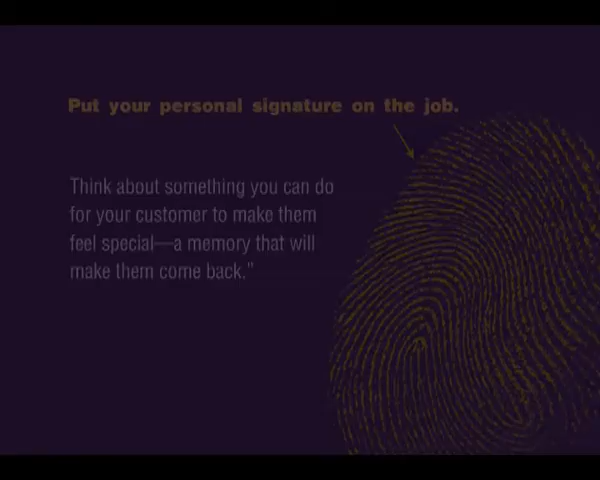 Put your personal signature on the job.
Think about something you can do
for your customer to make them
feel special—a memory that will
make them come back."